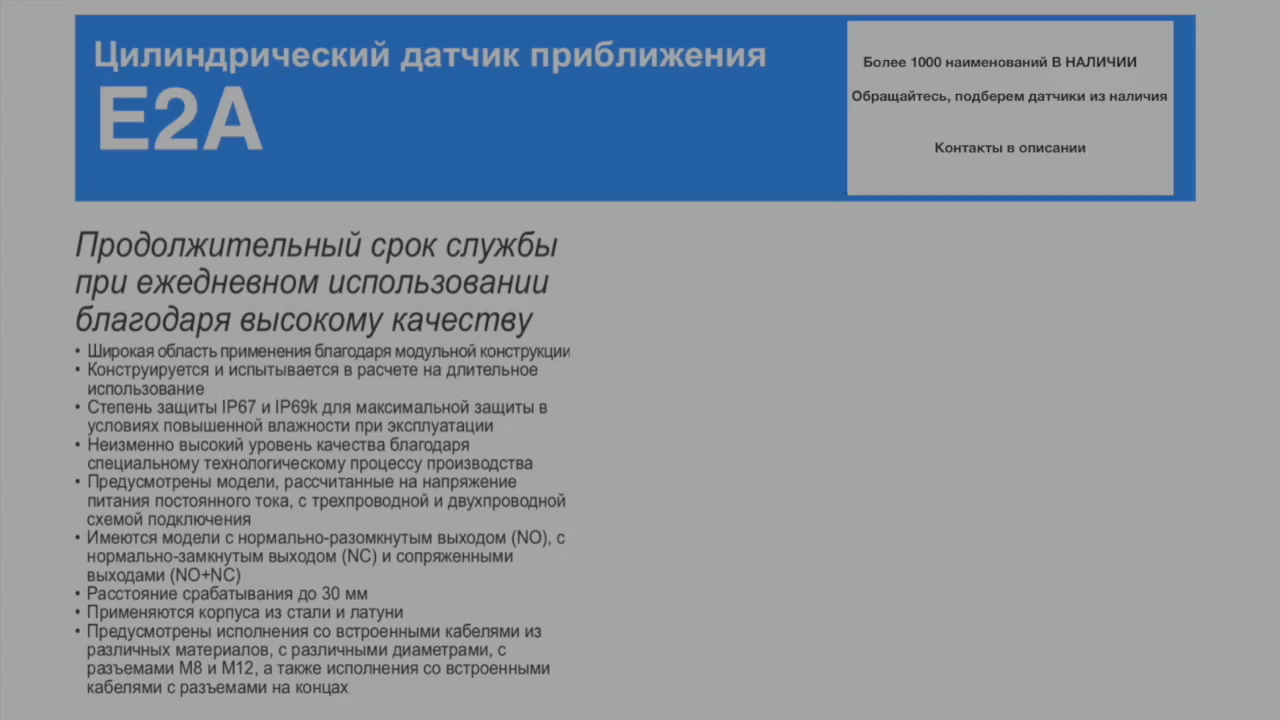 Цилиндрический датчик приближения
E2A
Более 1000 наименований В НАЛИЧИИ
Обращайтесь, подберем датчики из наличия
Контакты в описании
Продолжительный срок службы
при ежедневном использовании
благодаря высокому качеству
• Широкая область применения благодаря модульной конструкции
• Конструируется и испытывается в расчете на длительное
использование
• Степень защиты IP67 и IP69k для максимальной защиты в
условиях повышенной влажности при эксплуатации
• Неизменно высокий уровень качества благодаря
специальному технологическому процессу производства
• Предусмотрены модели, рассчитанные на напряжение
питания постоянного тока, с трехпроводной и двухпроводной
схемой подключения
• Имеются модели с нормально-разомкнутым выходом (NO), с
нормально-замкнутым выходом (NC) и сопряженными
выходами (NO+NC)
• Расстояние срабатывания до 30 мм
• Применяются корпуса из стали и латуни
• Предусмотрены исполнения со встроенными кабелями из
различных материалов, с различными диаметрами, с
разъемами M8 и M12, а также исполнения со встроенными
кабелями с разъемами на концах